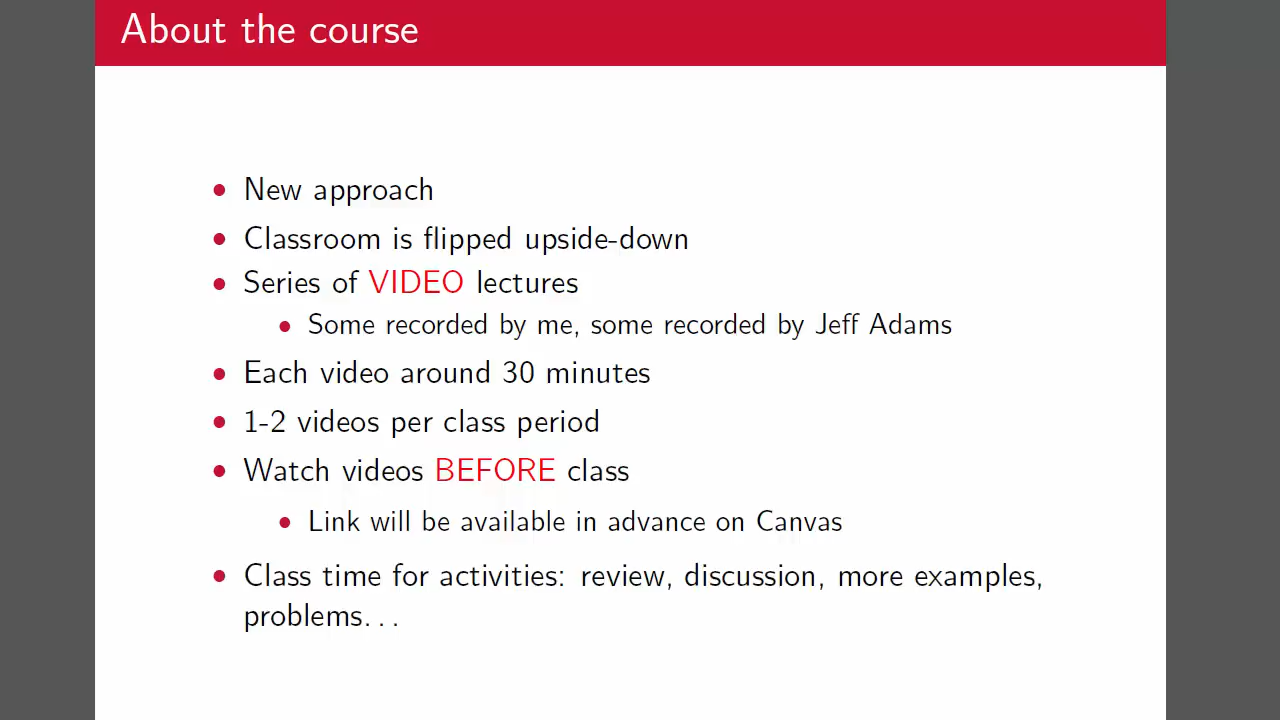 About the course
• New approach
• Classroom is flipped upside-down
• Series of VIDEO lectures
• Some recorded by me, some recorded by Jeff Adams
• Each video around 30 minutes
• 1-2 videos per class period
• Watch videos BEFORE class
• Link will be available in advance on Canvas
• Class time for activities: review, discussion, more examples,
problems...